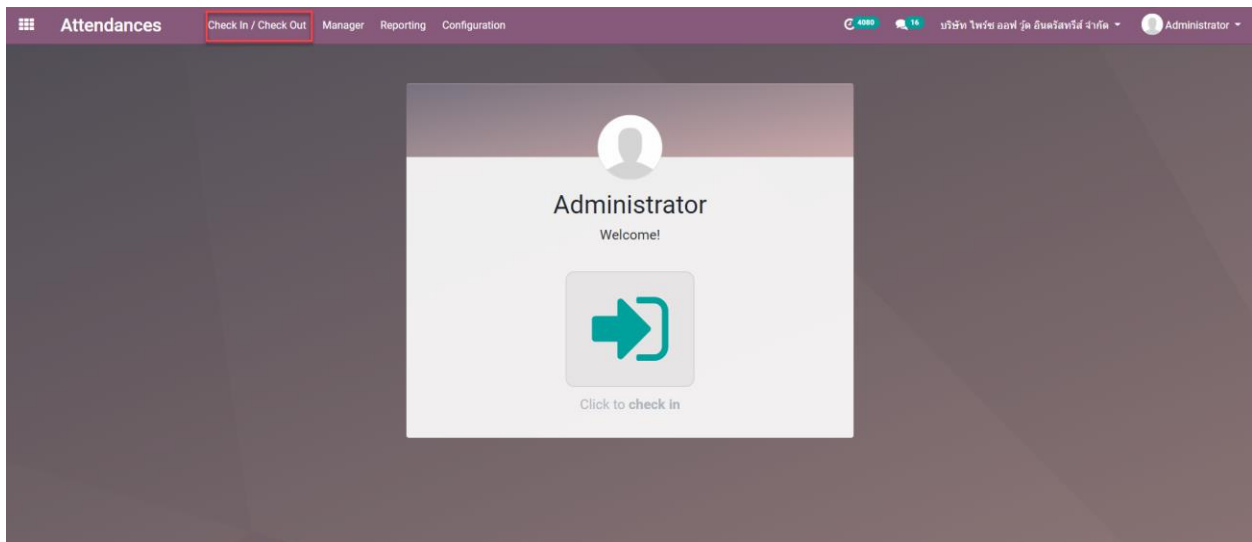 Attendances Check In / Check Out Manager Reporting Configuration 4080 16 บริษัท ไพร์ซ ออฟ วู้ด อินดรัสทรีส์ จำกัด Administrator
Administrator
Welcome!
Click to check in